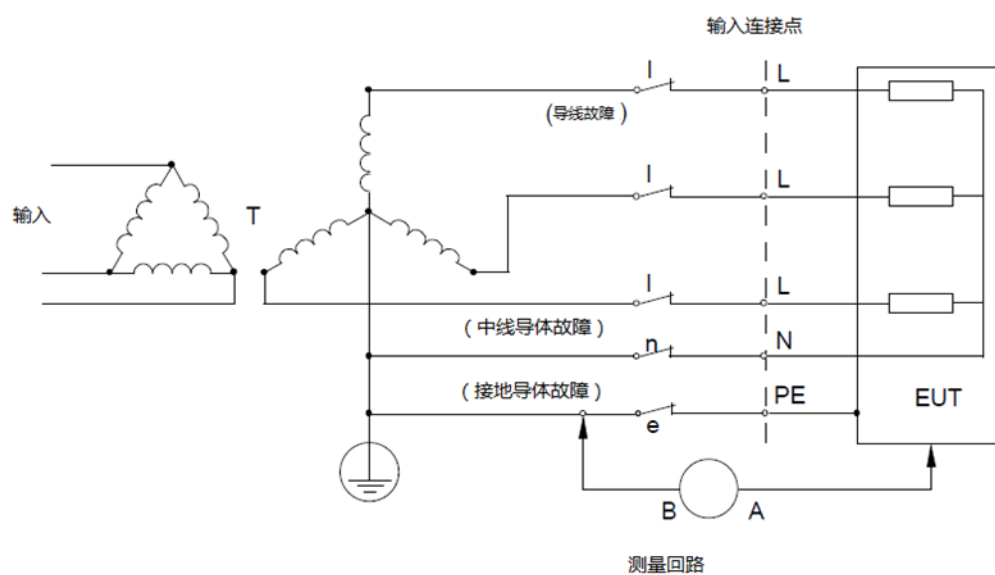 输入连接点
l L
(导线故障)
l L
输入 T
l L
(中线导体故障)
n N
(接地导体故障) PE EUT
e
B A
测量回路